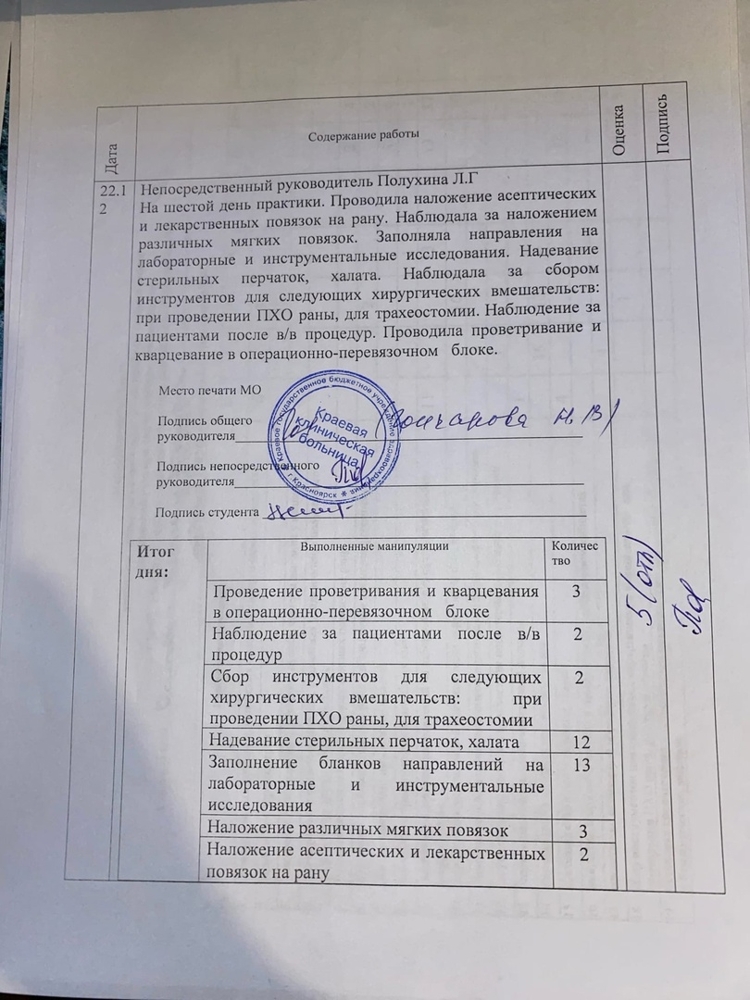 Дата
Содержание работы
Оценка
Подпись
22.1
2
Непосредственный руководитель Полухина Л.Г
На шестой день практики. Проводила наложение асептических
и лекарственных повязок на рану. Наблюдала за наложением
различных мягких повязок. Заполняла направления на
лабораторные и инструментальные исследования. Надевание
стерильных перчаток, халата. Наблюдала за сбором
инструментов для следующих хирургических вмешательств:
при проведении ПХО раны, для трахеостомии. Наблюдение за
пациентами после в/в процедур. Проводила проветривание и
кварцевание в операционно-перевязочном блоке.
Место печати МО
Подпись общего
руководителя
Гончарова Н.В
Краевое государственное бюджетное учреждение здравоохранения
Краевая
клиническая
больница
г.Красноярск
Подпись непосредственного
руководителя
Подпись студента
5 (отл)
Итог
дня:
Выполненные манипуляции
Количес
тво
Проведение проветривания и кварцевания
в операционно-перевязочном блоке
3
Наблюдение за пациентами после в/в
процедур
2
Сбор инструментов для следующих
хирургических вмешательств: при
проведении ПХО раны, для трахеостомии
2
Надевание стерильных перчаток, халата
12
Заполнение бланков направлений на
лабораторные и инструментальные
исследования
13
Наложение различных мягких повязок
3
Наложение асептических и лекарственных
повязок на рану
2